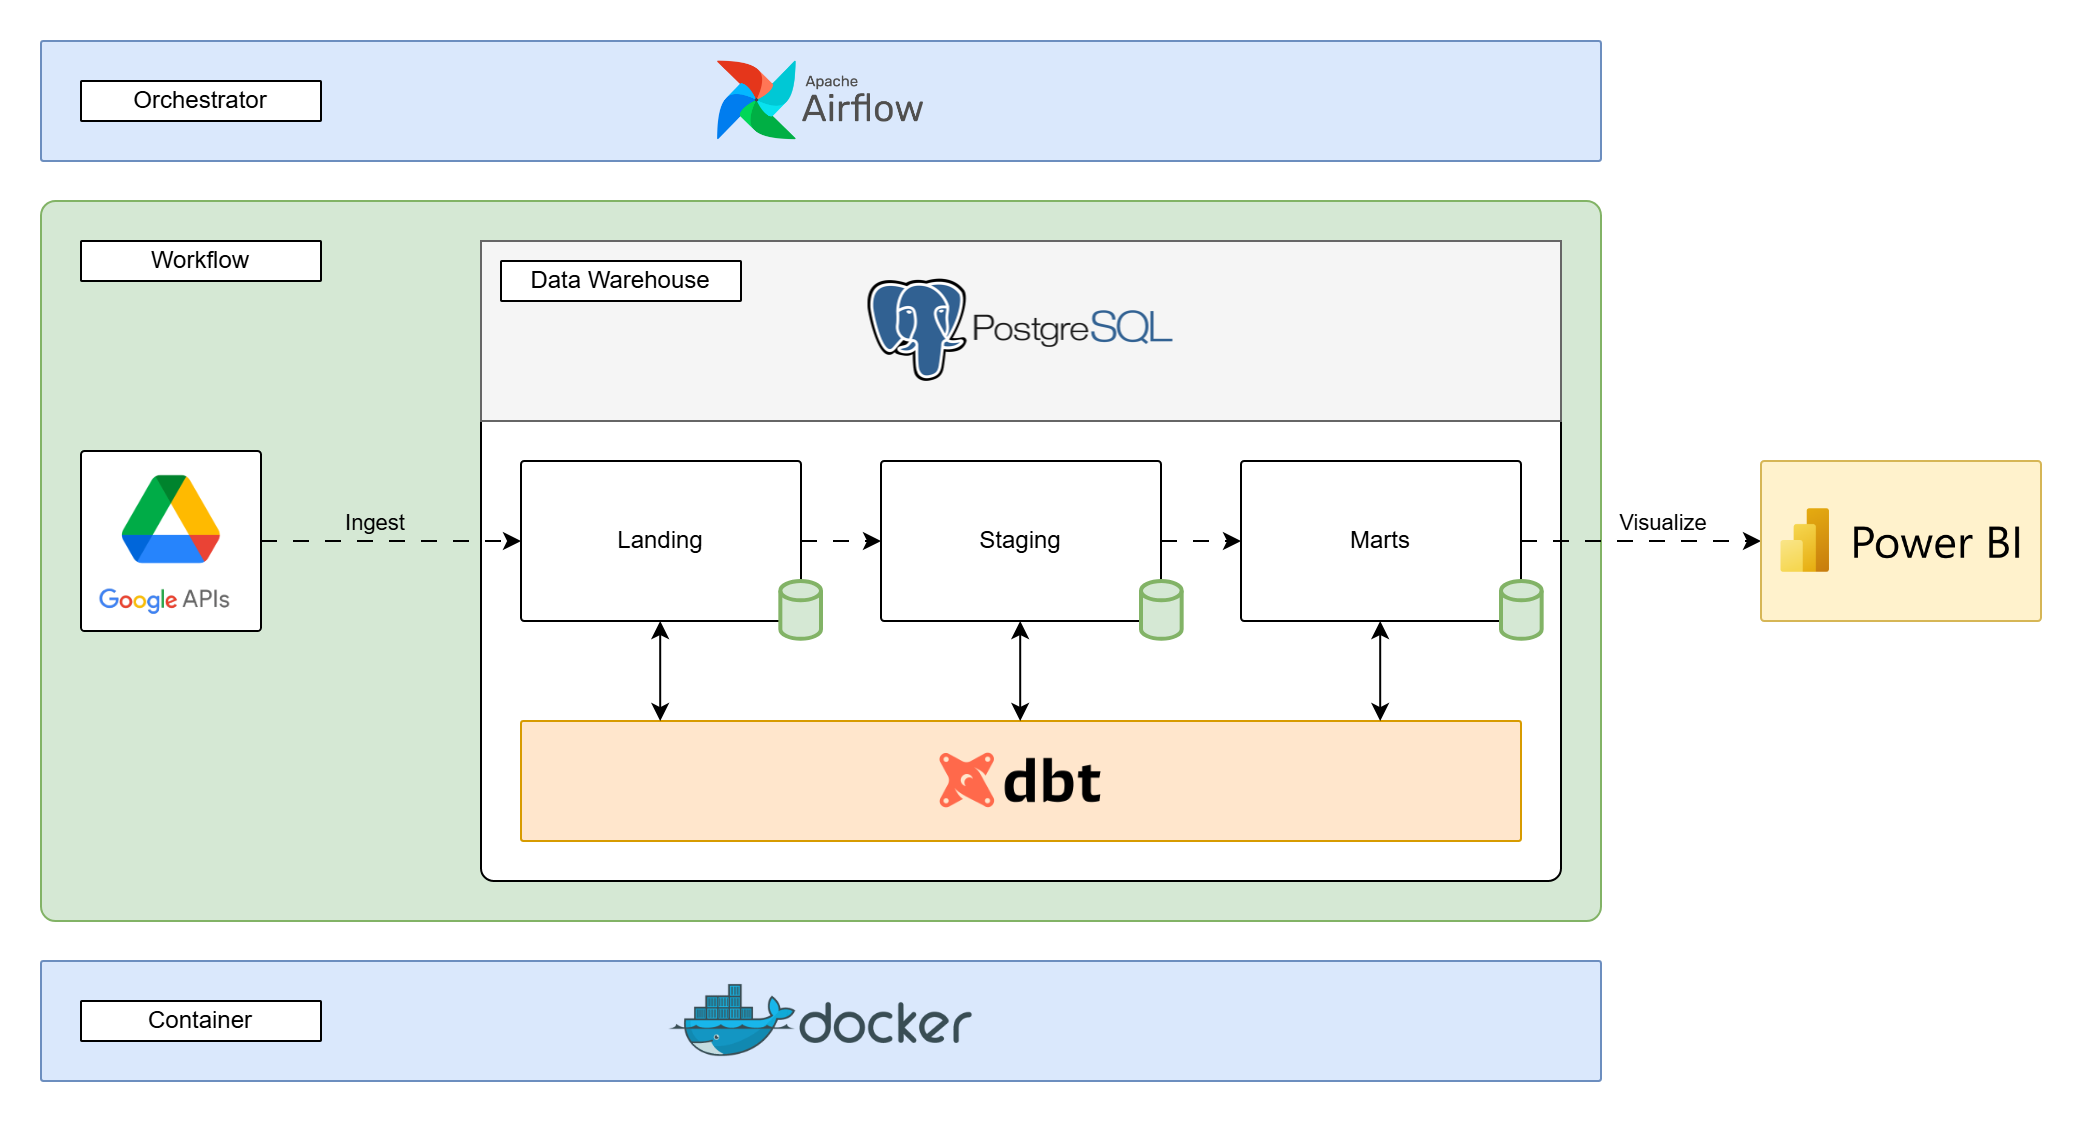 Orchestrator
Apache
Airflow
Workflow
Data Warehouse
PostgreSQL
Google APIs
Ingest
Landing
Staging
Marts
Visualize
Power BI
dbt
Container
docker